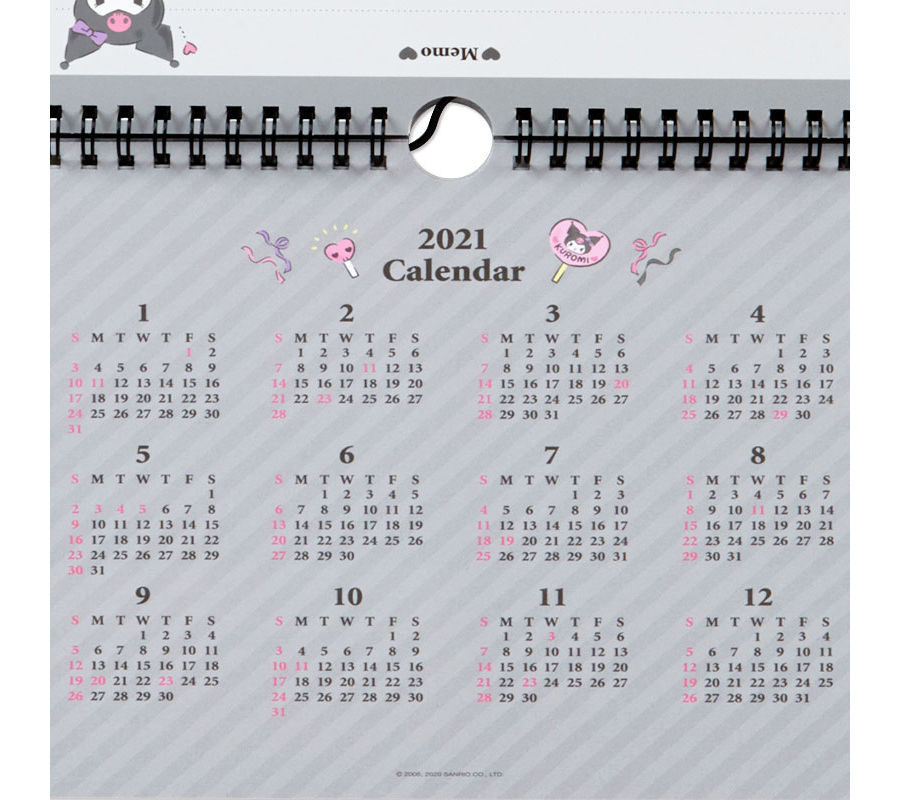 Memo
2021
Calendar
KUROMI
1
S M T W T F S
1 2
3 4 5 6 7 8 9
10 11 12 13 14 15 16
17 18 19 20 21 22 23
24 25 26 27 28 29 30
31
2
S M T W T F S
1 2 3 4 5 6
7 8 9 10 11 12 13
14 15 16 17 18 19 20
21 22 23 24 25 26 27
28
3
S M T W T F S
1 2 3 4 5 6
7 8 9 10 11 12 13
14 15 16 17 18 19 20
21 22 23 24 25 26 27
28 29 30 31
4
S M T W T F S
1 2 3
4 5 6 7 8 9 10
11 12 13 14 15 16 17
18 19 20 21 22 23 24
25 26 27 28 29 30
5
S M T W T F S
1
2 3 4 5 6 7 8
9 10 11 12 13 14 15
16 17 18 19 20 21 22
23 24 25 26 27 28 29
30 31
6
S M T W T F S
1 2 3 4 5
6 7 8 9 10 11 12
13 14 15 16 17 18 19
20 21 22 23 24 25 26
27 28 29 30
7
S M T W T F S
1 2 3
4 5 6 7 8 9 10
11 12 13 14 15 16 17
18 19 20 21 22 23 24
25 26 27 28 29 30 31
8
S M T W T F S
1 2 3 4 5 6 7
8 9 10 11 12 13 14
15 16 17 18 19 20 21
22 23 24 25 26 27 28
29 30 31
9
S M T W T F S
1 2 3 4
5 6 7 8 9 10 11
12 13 14 15 16 17 18
19 20 21 22 23 24 25
26 27 28 29 30
10
S M T W T F S
1 2
3 4 5 6 7 8 9
10 11 12 13 14 15 16
17 18 19 20 21 22 23
24 25 26 27 28 29 30
31
11
S M T W T F S
1 2 3 4 5 6
7 8 9 10 11 12 13
14 15 16 17 18 19 20
21 22 23 24 25 26 27
28 29 30
12
S M T W T F S
1 2 3 4
5 6 7 8 9 10 11
12 13 14 15 16 17 18
19 20 21 22 23 24 25
26 27 28 29 30 31
© 2005, 2020 SANRIO CO., LTD.